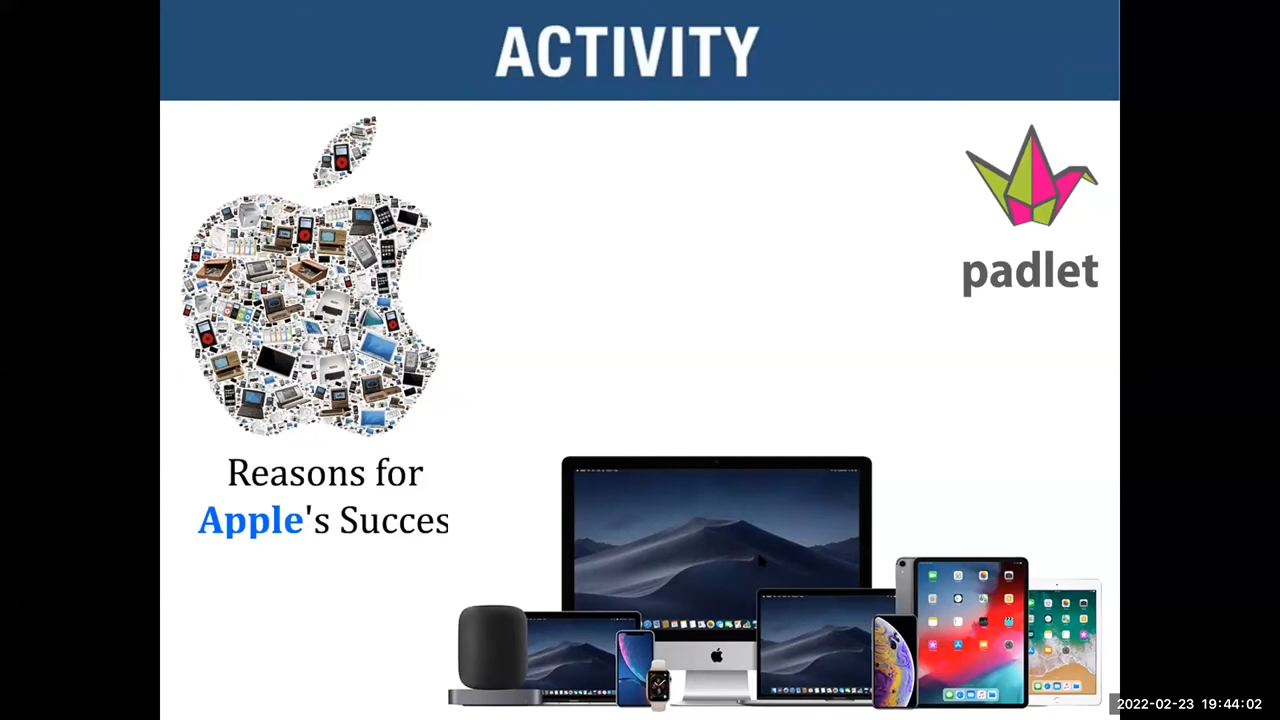 ACTIVITY
padlet
Reasons for
Apple's Succes
2022-02-23 19:44:02